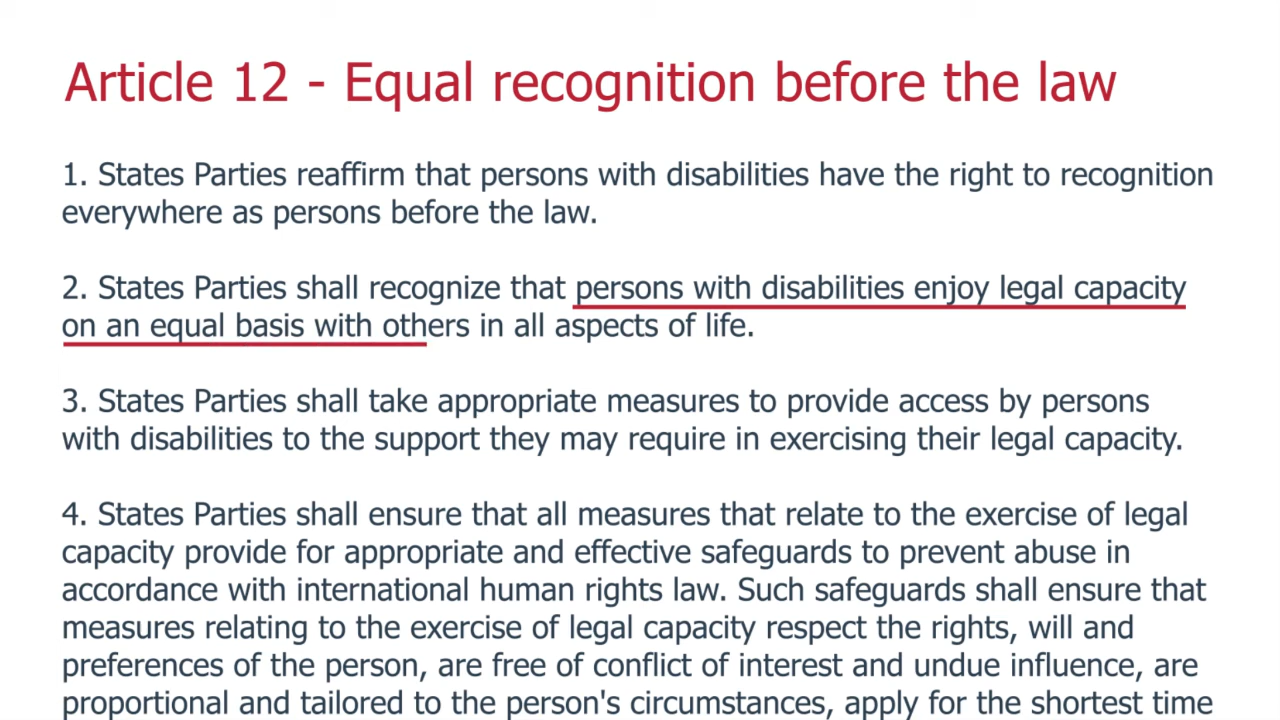 Article 12 - Equal recognition before the law
1. States Parties reaffirm that persons with disabilities have the right to recognition
everywhere as persons before the law.
2. States Parties shall recognize that persons with disabilities enjoy legal capacity
on an equal basis with others in all aspects of life.
3. States Parties shall take appropriate measures to provide access by persons
with disabilities to the support they may require in exercising their legal capacity.
4. States Parties shall ensure that all measures that relate to the exercise of legal
capacity provide for appropriate and effective safeguards to prevent abuse in
accordance with international human rights law. Such safeguards shall ensure that
measures relating to the exercise of legal capacity respect the rights, will and
preferences of the person, are free of conflict of interest and undue influence, are
proportional and tailored to the person's circumstances, apply for the shortest time